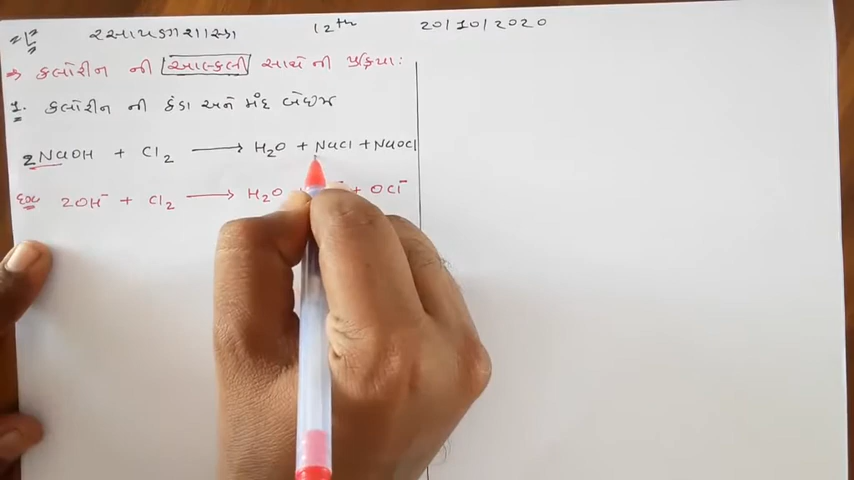 રસાયણશાસ્ત્ર 12th 20/10/2020
⇒ ક્લોરીન ની આલ્કલી સાથે ની પ્રક્રિયા:
1. ક્લોરીન ની ઠંડા અને મંદ બેઇઝ
2NaOH + Cl2 → H2O + NaCl + NaOCl
2OH⁻ + Cl2 → H2O + OCl⁻